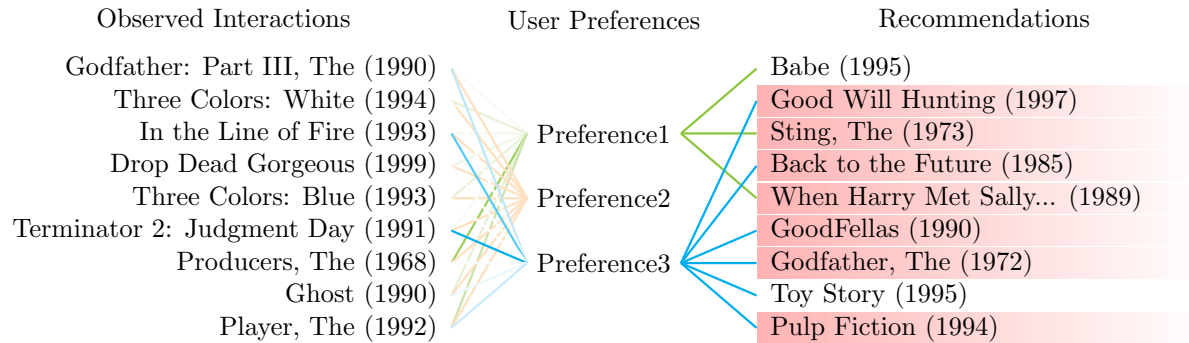 Observed Interactions
User Preferences
Recommendations
Godfather: Part III, The (1990)
Three Colors: White (1994)
In the Line of Fire (1993)
Drop Dead Gorgeous (1999)
Three Colors: Blue (1993)
Terminator 2: Judgment Day (1991)
Producers, The (1968)
Ghost (1990)
Player, The (1992)
Preference1
Preference2
Preference3
Babe (1995)
Good Will Hunting (1997)
Sting, The (1973)
Back to the Future (1985)
When Harry Met Sally... (1989)
GoodFellas (1990)
Godfather, The (1972)
Toy Story (1995)
Pulp Fiction (1994)